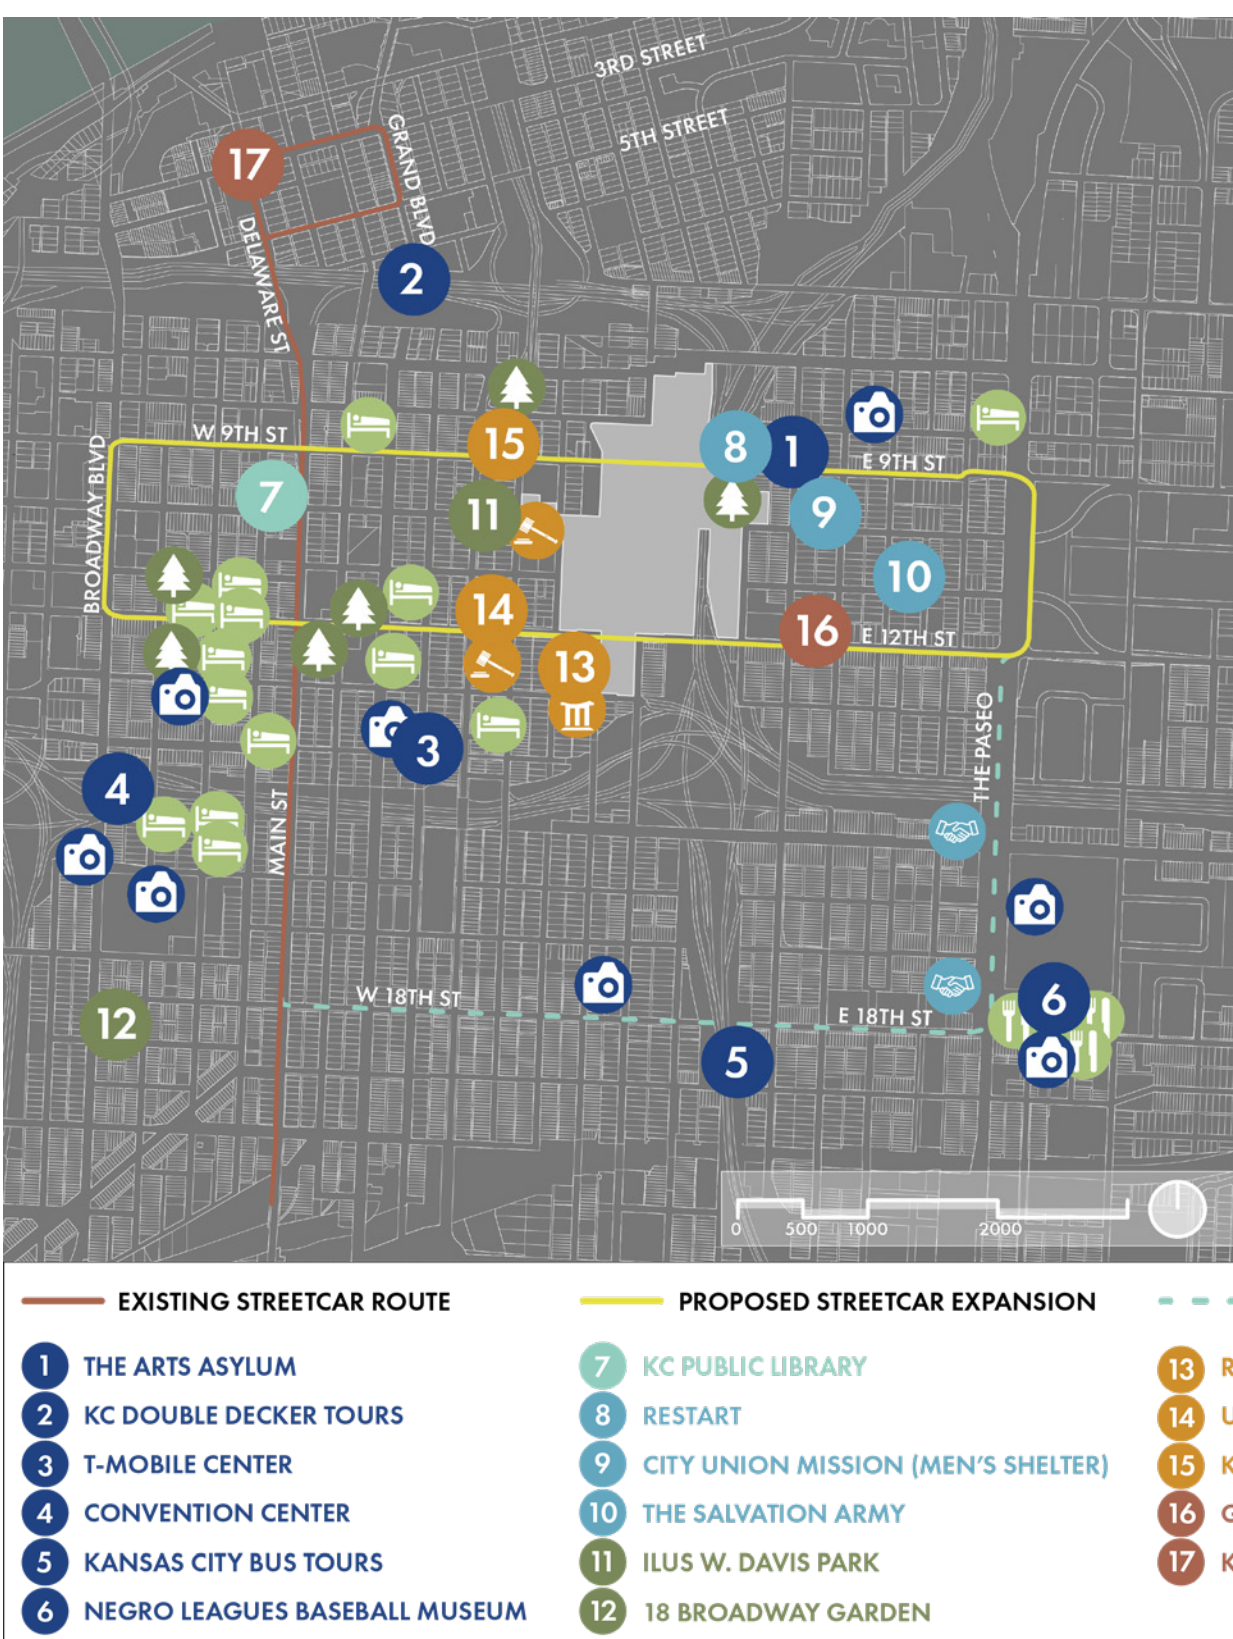 3RD STREET
5TH STREET
GRAND BLVD
17
DELAWARE ST
2
W 9TH ST
15
8
1
E 9TH ST
BROADWAY BLVD
7
11
9
10
14
16
E 12TH ST
13
THE PASEO
3
4
MAIN ST
W 18TH ST
6
12
E 18TH ST
5
0 500 1000 2000
EXISTING STREETCAR ROUTE
PROPOSED STREETCAR EXPANSION
1 THE ARTS ASYLUM
2 KC DOUBLE DECKER TOURS
3 T-MOBILE CENTER
4 CONVENTION CENTER
5 KANSAS CITY BUS TOURS
6 NEGRO LEAGUES BASEBALL MUSEUM
7 KC PUBLIC LIBRARY
8 RESTART
9 CITY UNION MISSION (MEN'S SHELTER)
10 THE SALVATION ARMY
11 ILUS W. DAVIS PARK
12 18 BROADWAY GARDEN
13
14
15
16
17